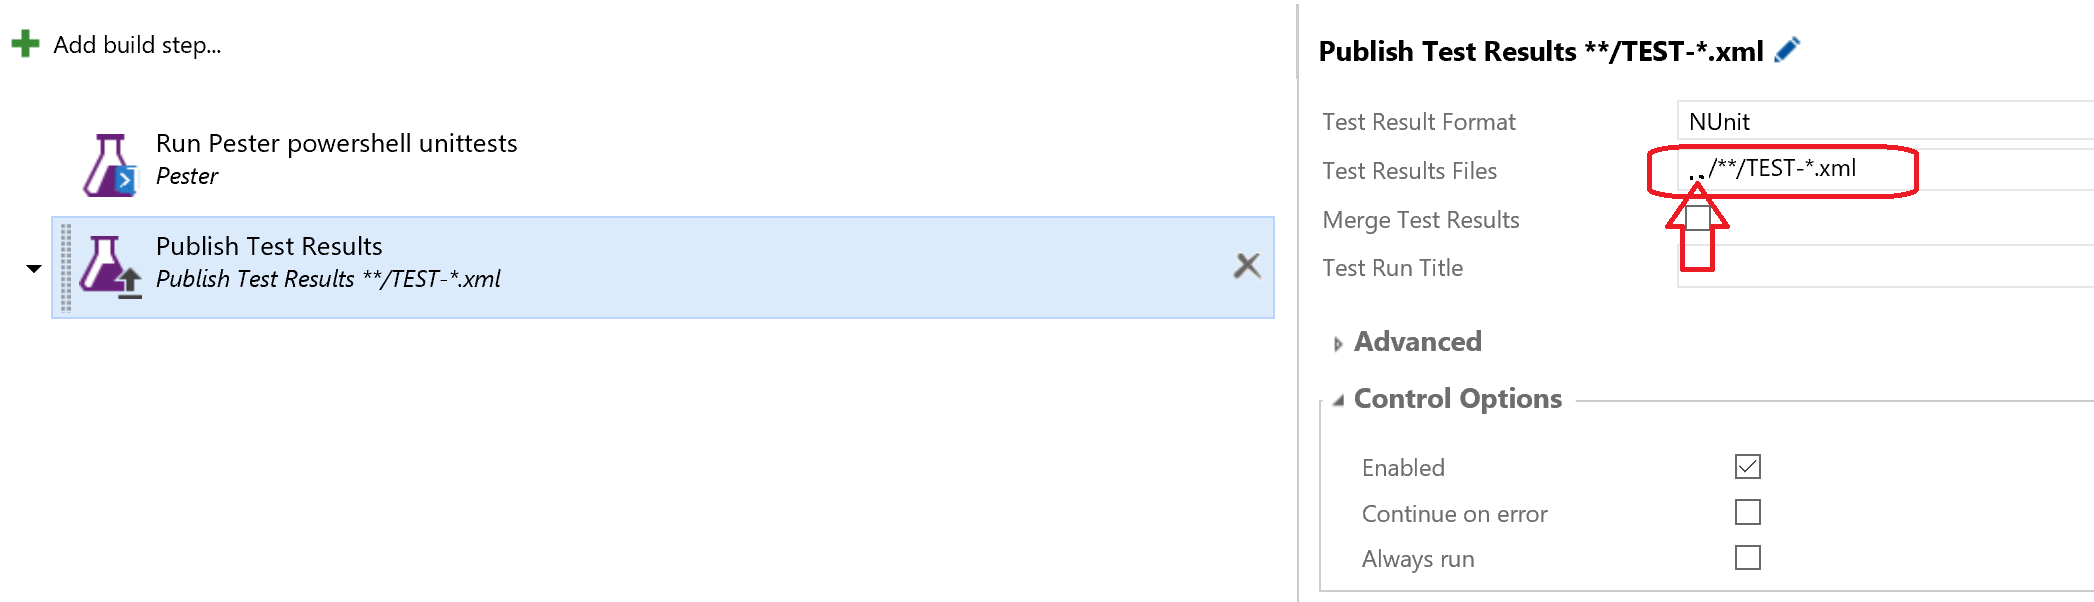 Add build step...
Run Pester powershell unittests
Pester
Publish Test Results
Publish Test Results **/TEST-*.xml
Publish Test Results **/TEST-*.xml
Test Result Format
NUnit
Test Results Files
../**/TEST-*.xml
Merge Test Results
Test Run Title
Advanced
Control Options
Enabled
Continue on error
Always run